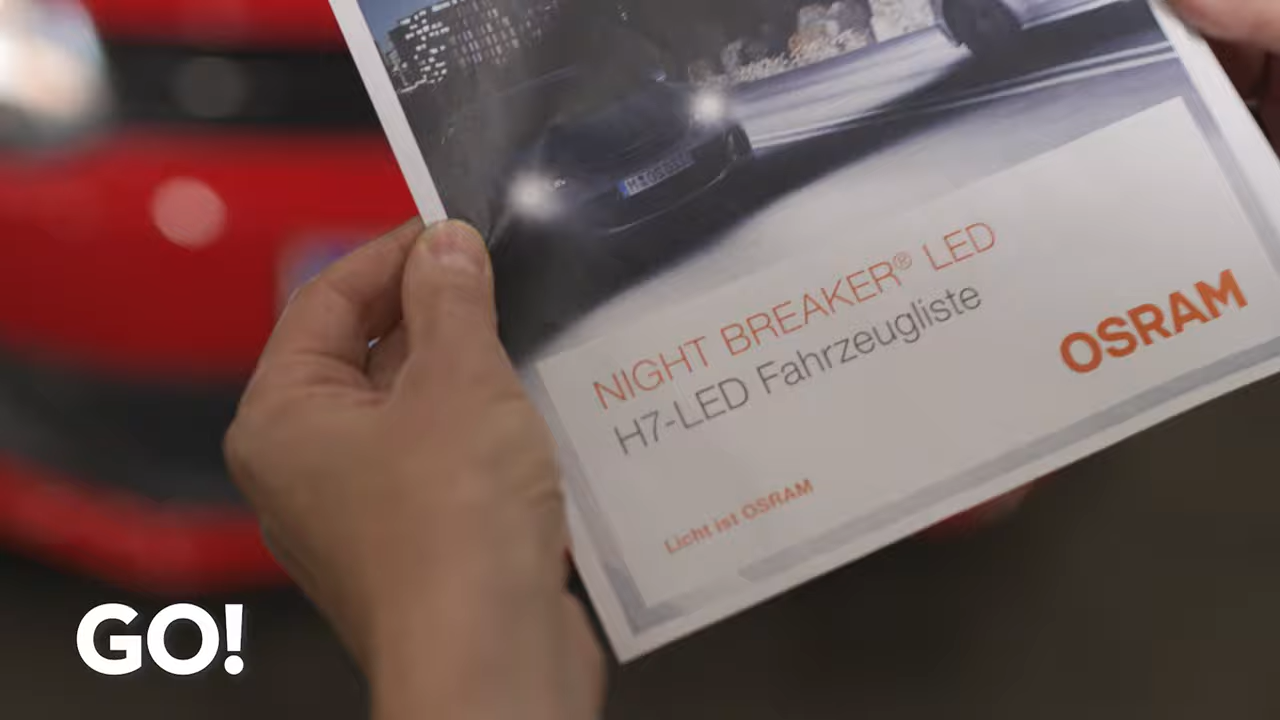 NIGHT BREAKER® LED
H7-LED Fahrzeugliste
OSRAM
Licht ist OSRAM
GO!